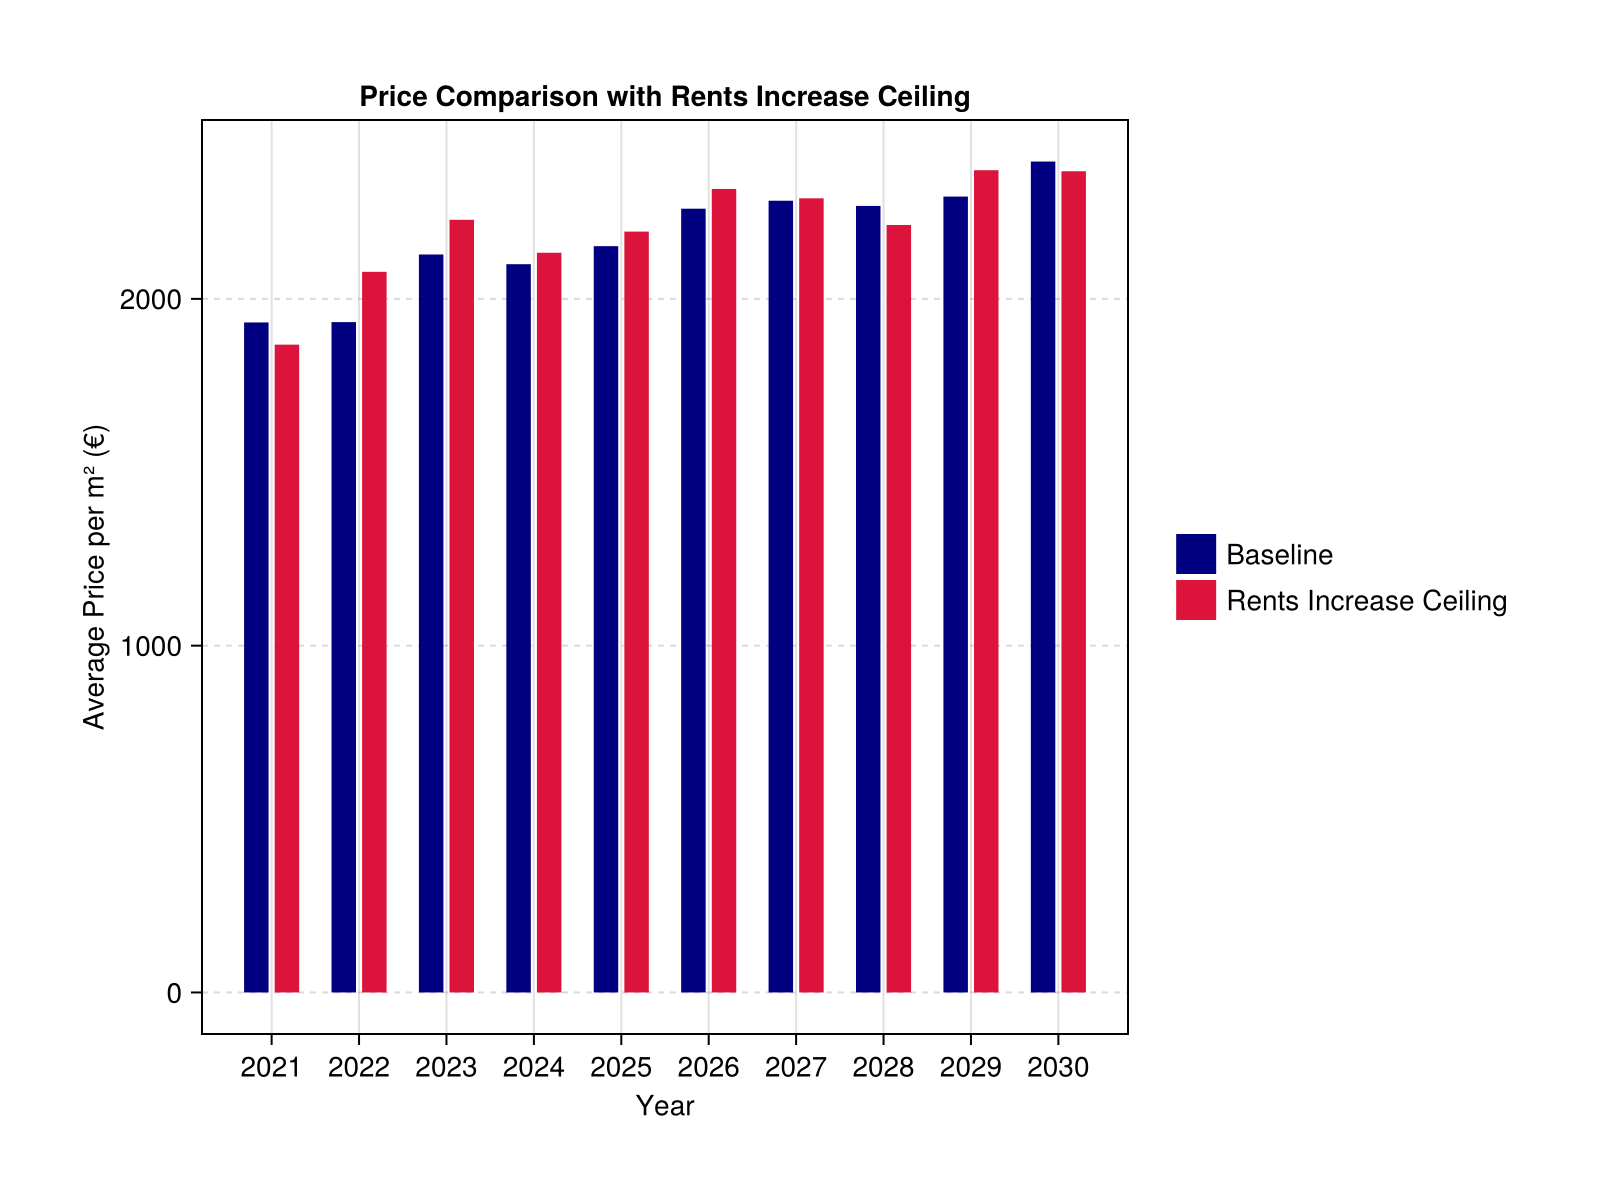 Price Comparison with Rents Increase Ceiling
Average Price per m² (€)
2000
1000
0
2021 2022 2023 2024 2025 2026 2027 2028 2029 2030
Year
Baseline
Rents Increase Ceiling